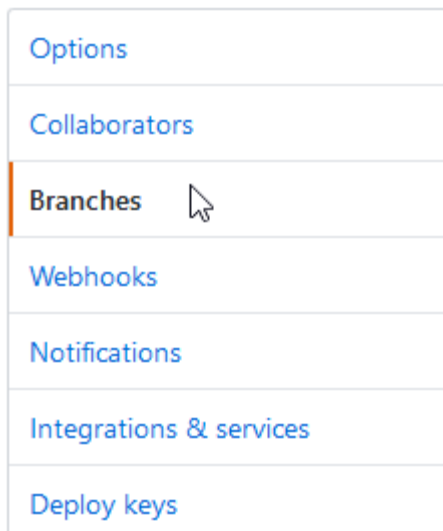 Options
Collaborators
Branches
Webhooks
Notifications
Integrations & services
Deploy keys